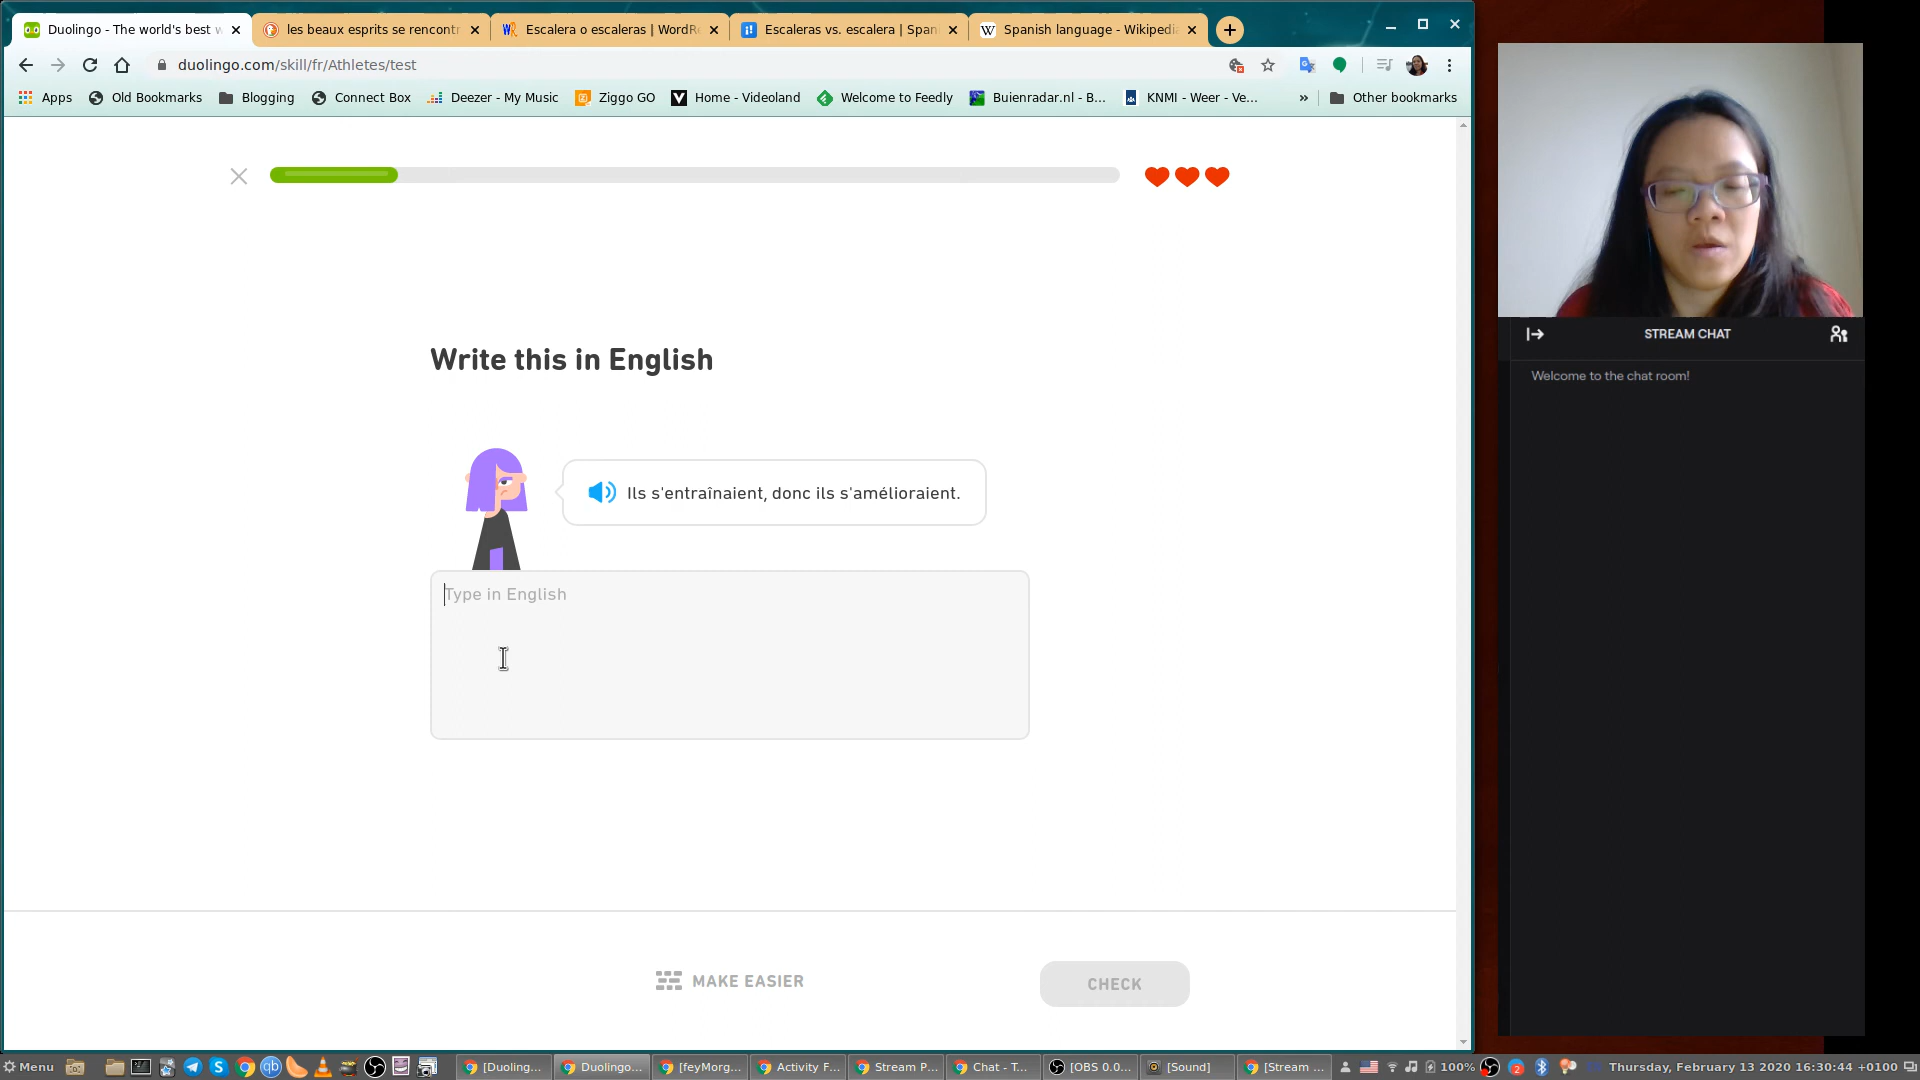 Duolingo - The world's best w
les beaux esprits se rencontr
Escalera o escaleras | WordRe
Escaleras vs. escalera | Span
Spanish language - Wikipedia
duolingo.com/skill/fr/Athletes/test
Apps
Old Bookmarks
Blogging
Connect Box
Deezer - My Music
Ziggo GO
Home - Videoland
Welcome to Feedly
Buienradar.nl - B...
KNMI - Weer - Ve...
»
Other bookmarks
Write this in English
Ils s'entraînaient, donc ils s'amélioraient.
Type in English
MAKE EASIER
CHECK
STREAM CHAT
Welcome to the chat room!
Menu
[Duoling...
Duolingo...
[feyMorg...
Activity F...
Stream P...
Chat - T...
[OBS 0.0...
[Sound]
[Stream ...
100%
2
Thursday, February 13 2020 16:30:44 +0100